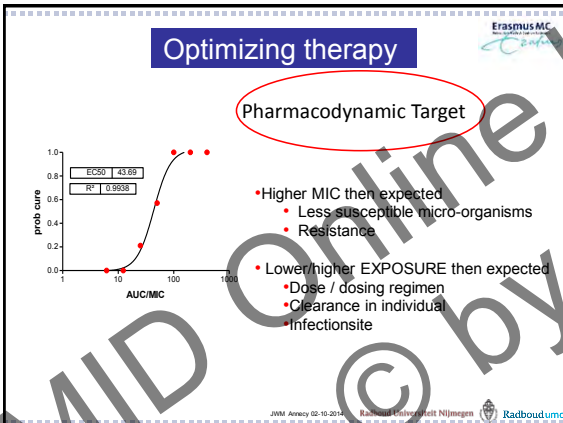 Optimizing therapy
Erasmus MC
Pharmacodynamic Target
EC50 43.69
R² 0.9938
prob cure
1.0
0.8
0.6
0.4
0.2
0.0
1 10 100 1000
AUC/MIC
•Higher MIC then expected
• Less susceptible micro-organisms
• Resistance
• Lower/higher EXPOSURE then expected
•Dose / dosing regimen
•Clearance in individual
•Infectionsite
JWM Annecy 02-10-2014 Radboud Universiteit Nijmegen Radboudumc
MID Online
© by